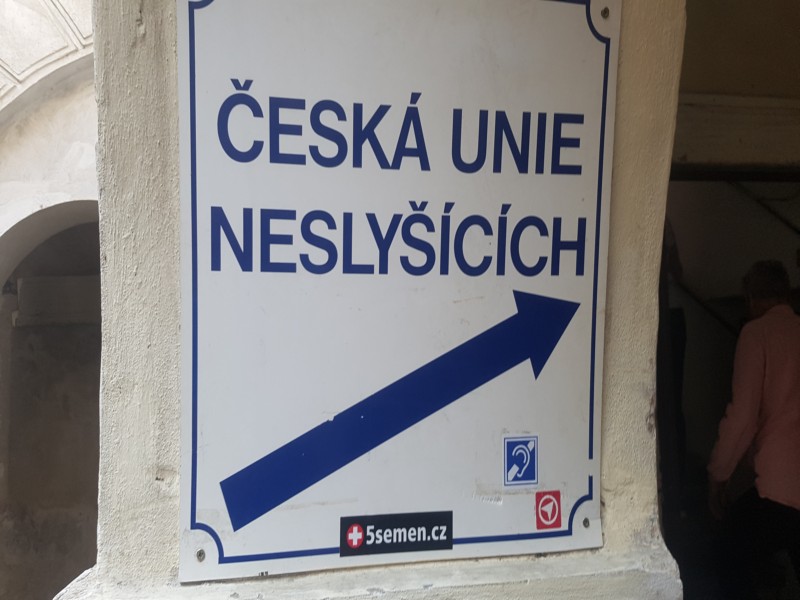 ČESKÁ UNIE
NESLYŠÍCÍCH
5semen.cz